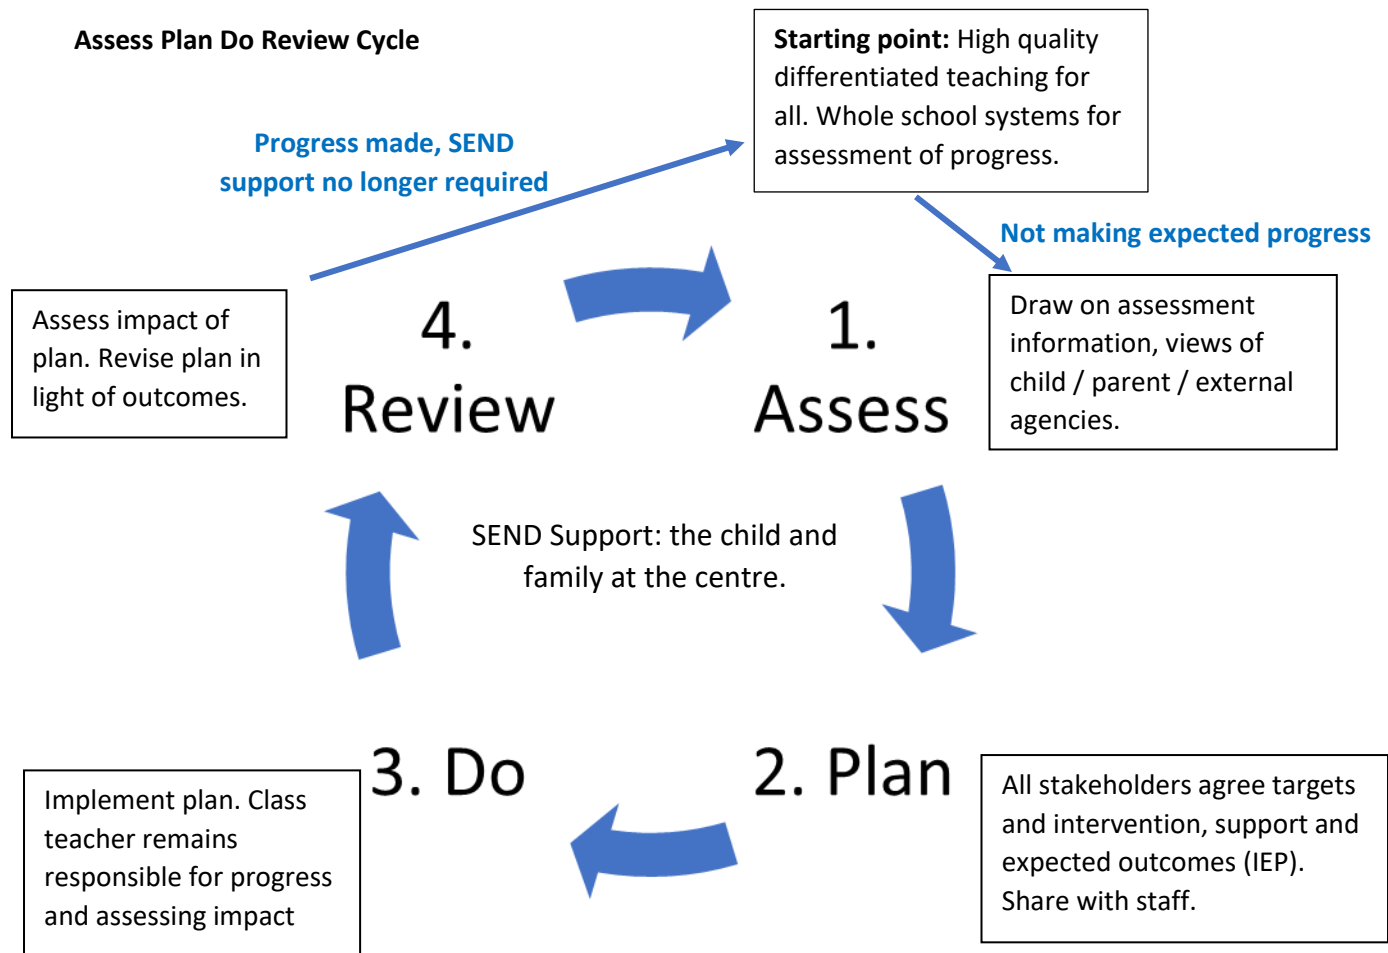 Assess Plan Do Review Cycle
Starting point: High quality
differentiated teaching for
all. Whole school systems for
assessment of progress.
Progress made, SEND
support no longer required
Not making expected progress
Assess impact of
plan. Revise plan in
light of outcomes.
4.
Review
1.
Assess
Draw on assessment
information, views of
child / parent / external
agencies.
SEND Support: the child and
family at the centre.
3. Do
2. Plan
Implement plan. Class
teacher remains
responsible for progress
and assessing impact
All stakeholders agree targets
and intervention, support and
expected outcomes (IEP).
Share with staff.